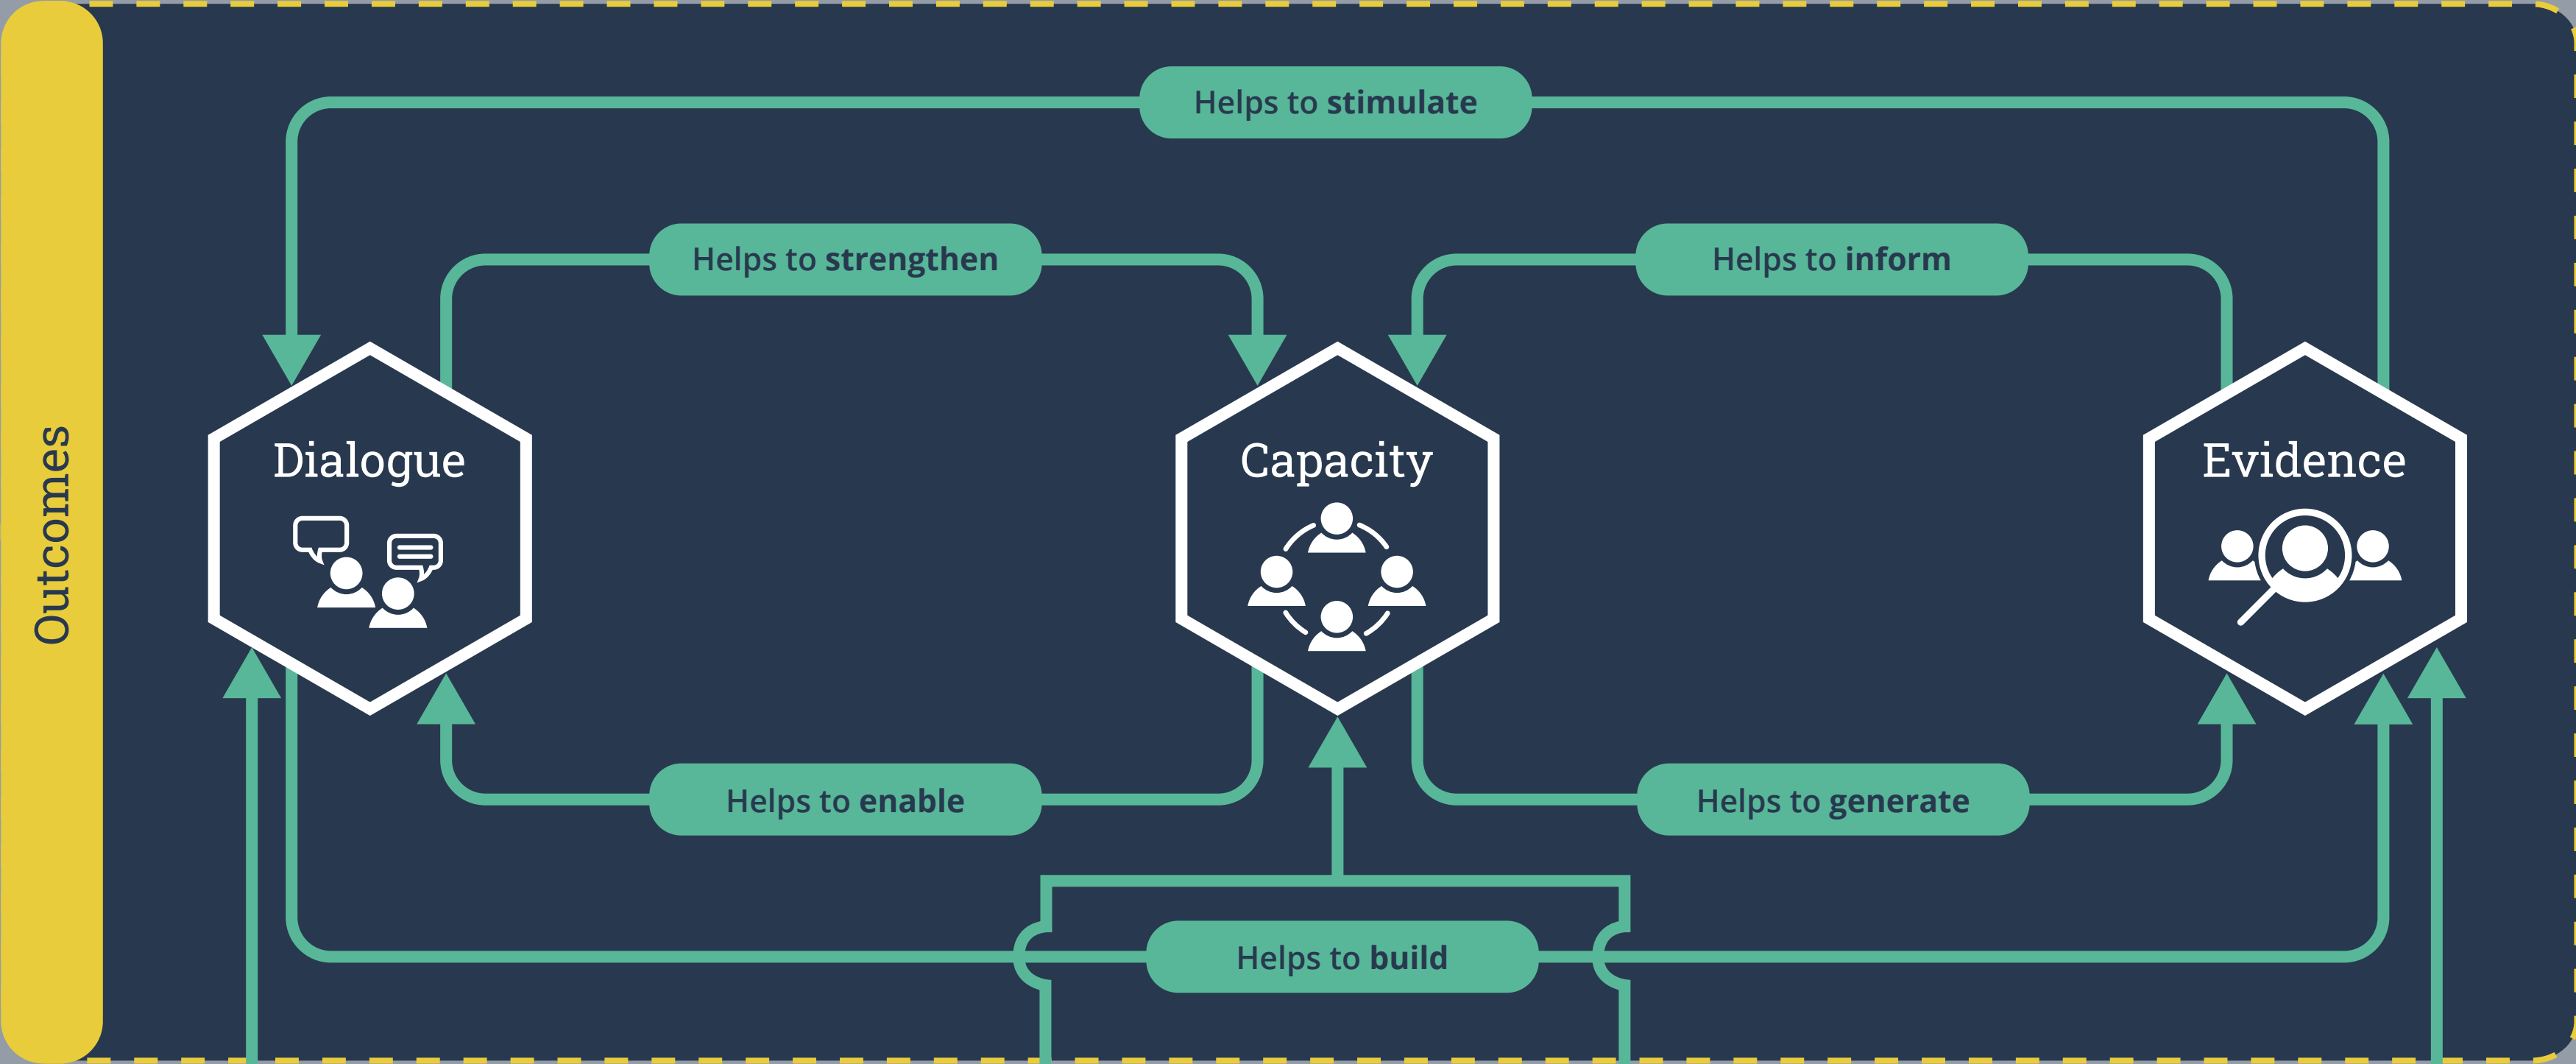 Outcomes
Helps to stimulate
Helps to strengthen
Helps to inform
Dialogue
Capacity
Evidence
Helps to enable
Helps to generate
Helps to build